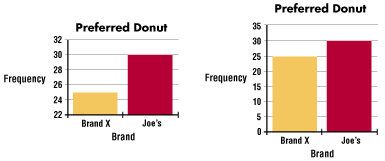 Preferred Donut
32
30
28
26
24
22
Frequency
Brand X Joe's
Brand
Preferred Donut
35
30
25
20
15
10
5
0
Frequency
Brand X Joe's
Brand